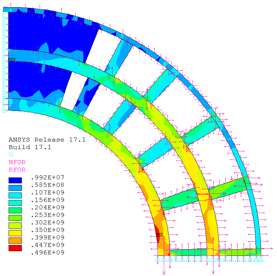 ANSYS Release 17.1
Build 17.1
U
NFOR
RFOR
.992E+07
.585E+08
.107E+09
.156E+09
.204E+09
.253E+09
.302E+09
.350E+09
.399E+09
.447E+09
.496E+09